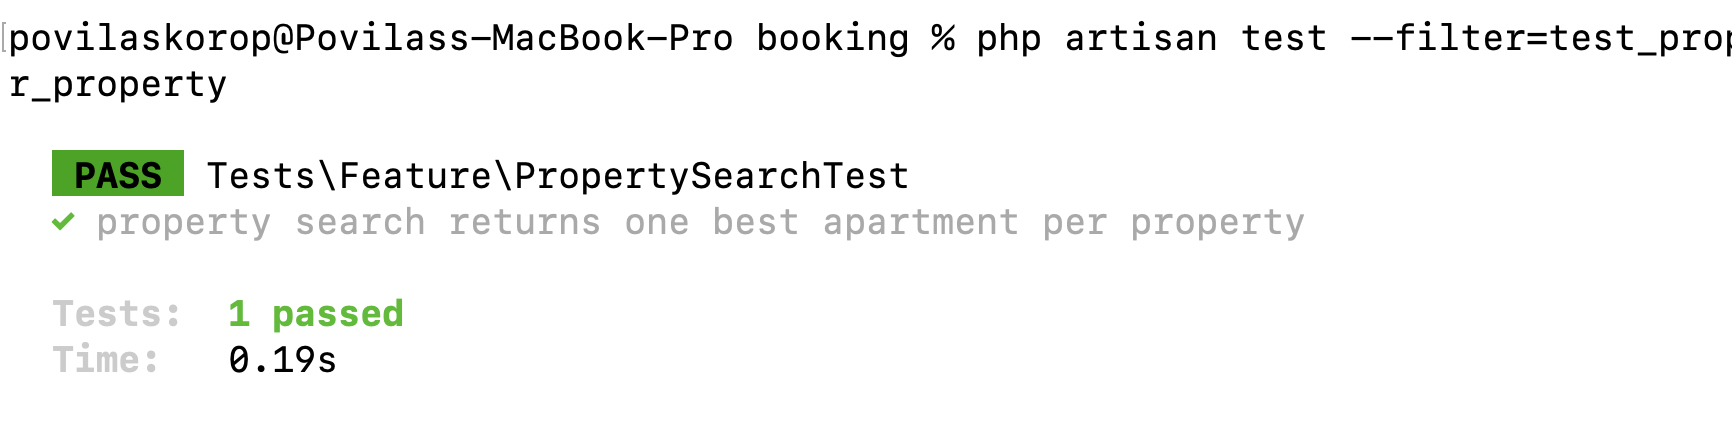 povilaskorop@Povilass-MacBook-Pro booking % php artisan test --filter=test_prop
r_property
PASS Tests\Feature\PropertySearchTest
✓ property search returns one best apartment per property
Tests: 1 passed
Time: 0.19s